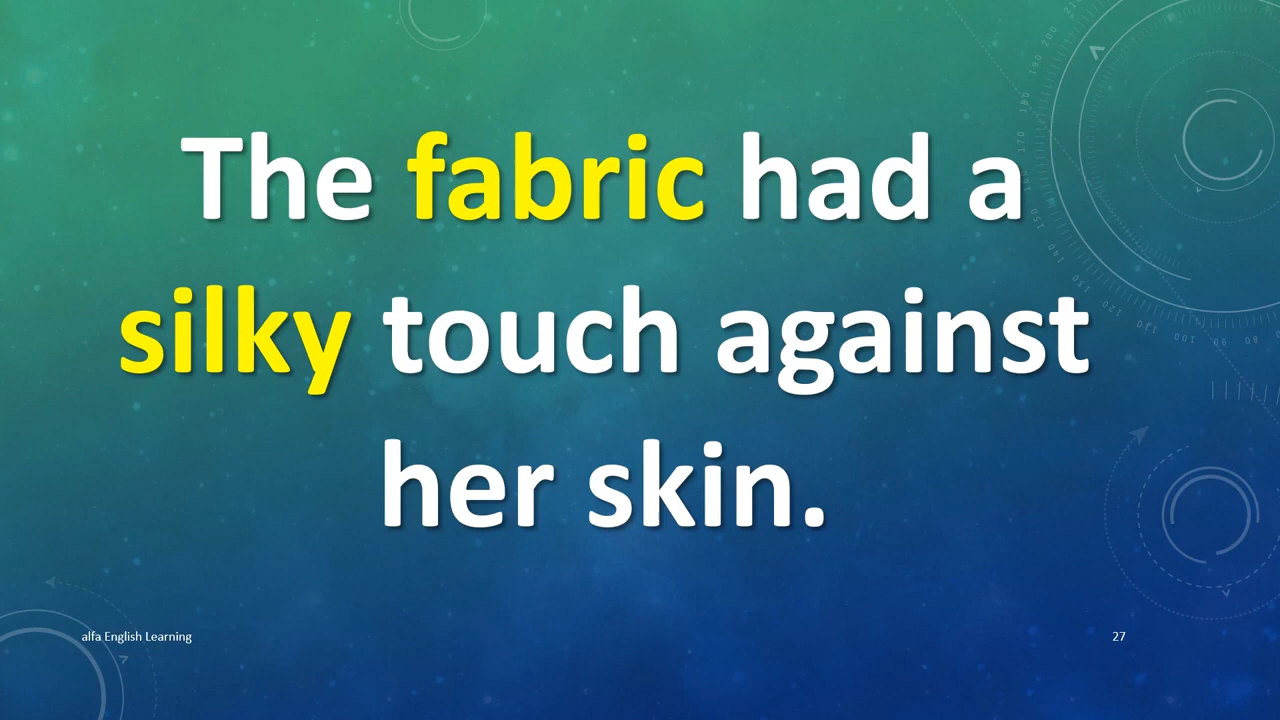 The fabric had a
silky touch against
her skin.
alfa English Learning
27